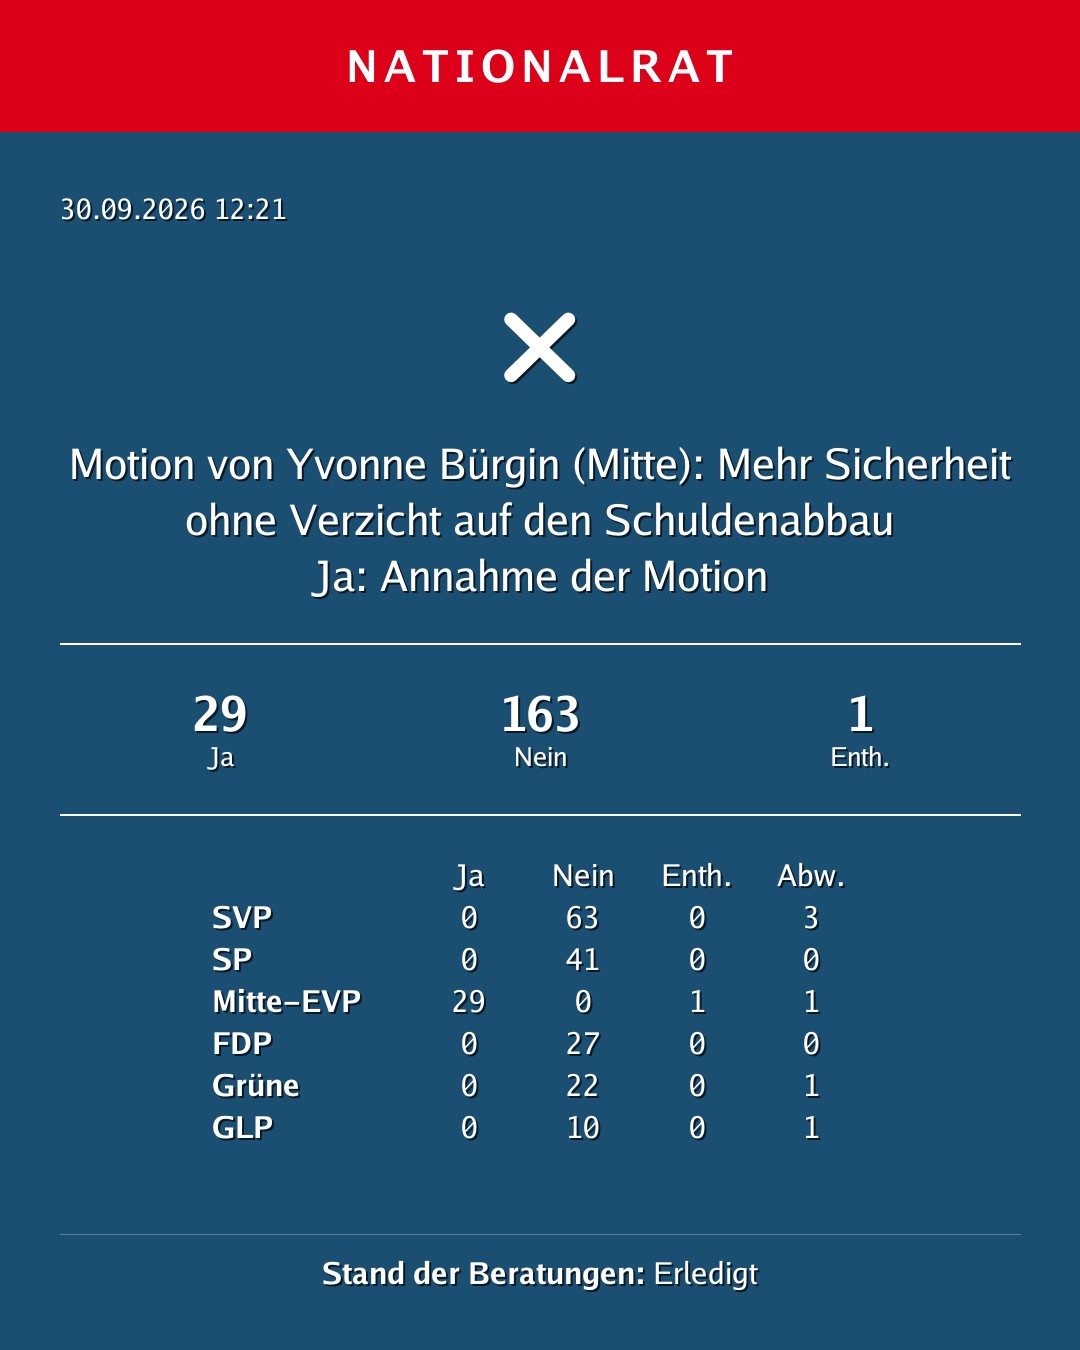 NATIONALRAT
30.09.2026 12:21
Motion von Yvonne Bürgin (Mitte): Mehr Sicherheit
ohne Verzicht auf den Schuldenabbau
Ja: Annahme der Motion
29 163 1
Ja Nein Enth.
Ja Nein Enth. Abw.
SVP 0 63 0 3
SP 0 41 0 0
Mitte-EVP 29 0 1 1
FDP 0 27 0 0
Grüne 0 22 0 1
GLP 0 10 0 1
Stand der Beratungen: Erledigt